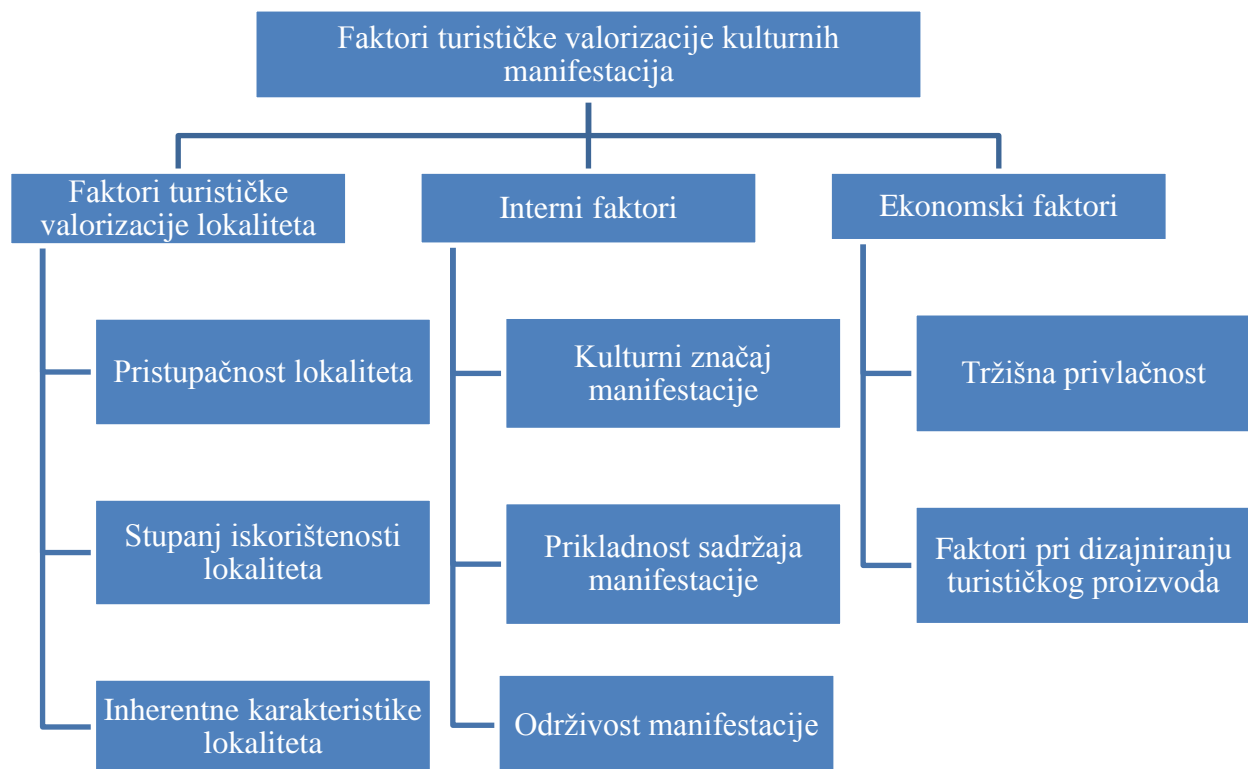 Faktori turističke valorizacije kulturnih
manifestacija
Faktori turističke
valorizacije lokaliteta
Pristupačnost lokaliteta
Stupanj iskorištenosti
lokaliteta
Inherentne karakteristike
lokaliteta
Interni faktori
Kulturni značaj
manifestacije
Prikladnost sadržaja
manifestacije
Održivost manifestacije
Ekonomski faktori
Tržišna privlačnost
Faktori pri dizajniranju
turističkog proizvoda